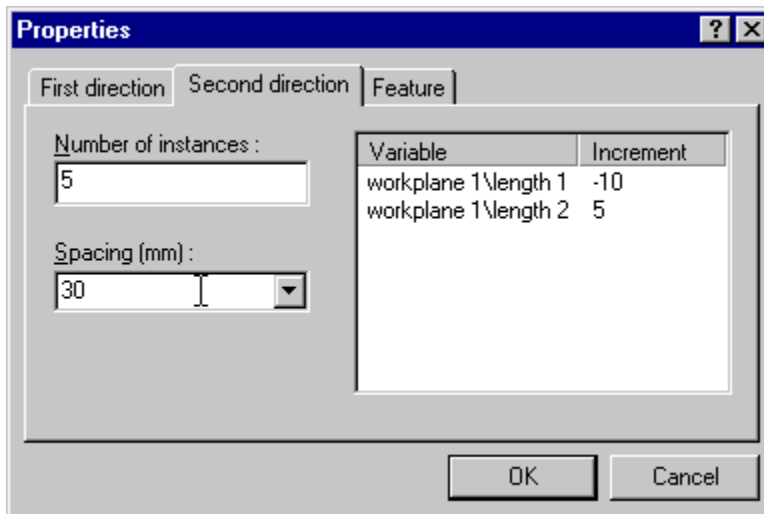 Properties
First direction Second direction Feature
Number of instances :
5
Spacing (mm) :
30
Variable Increment
workplane 1\length 1 -10
workplane 1\length 2 5
OK Cancel